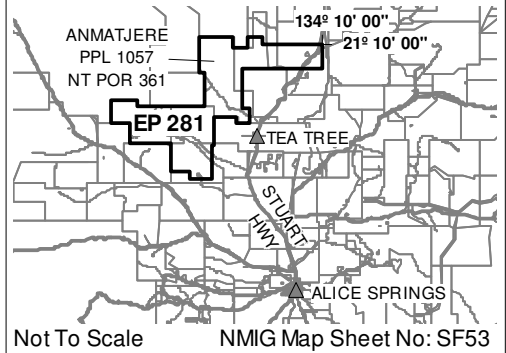 134º 10' 00"
ANMATJERE
21º 10' 00"
PPL 1057
NT POR 361
EP 281
TEA TREE
STUART
HWY
ALICE SPRINGS
Not To Scale
NMIG Map Sheet No: SF53